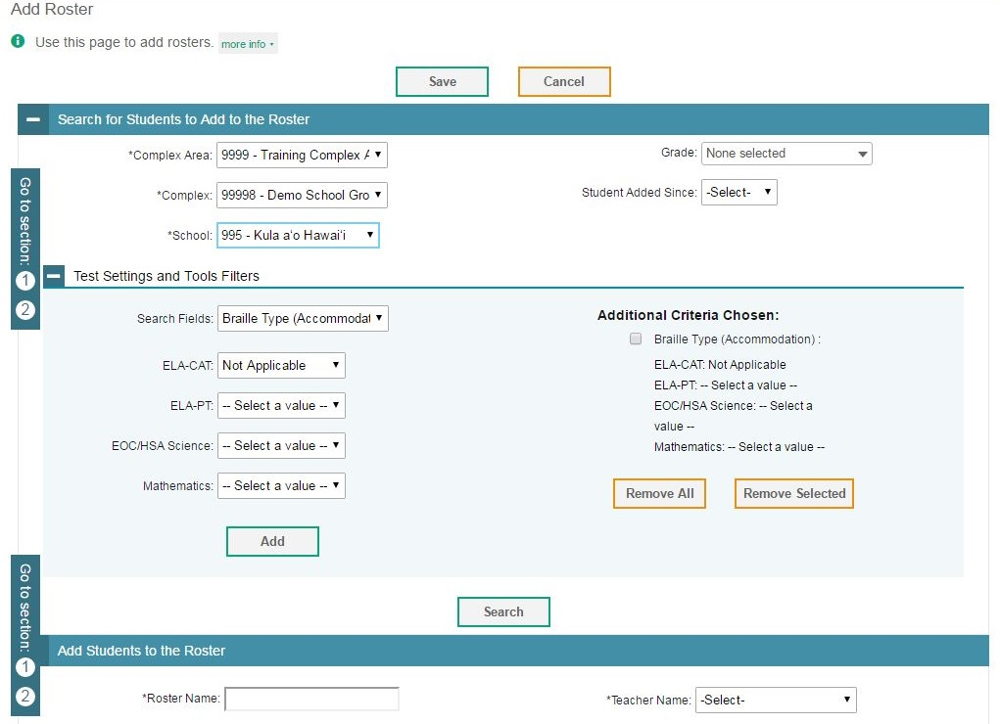 Add Roster
Use this page to add rosters. more info
Save Cancel
Search for Students to Add to the Roster
*Complex Area: 9999 - Training Complex A Grade: None selected
*Complex: 99998 - Demo School Gro Student Added Since: -Select-
*School: 995 - Kula a'o Hawai'i
Go to section: 1 2
Test Settings and Tools Filters
Search Fields: Braille Type (Accommodat
ELA-CAT: Not Applicable
ELA-PT: -- Select a value --
EOC/HSA Science: -- Select a value --
Mathematics: -- Select a value --
Add
Additional Criteria Chosen:
Braille Type (Accommodation) :
ELA-CAT: Not Applicable
ELA-PT: -- Select a value --
EOC/HSA Science: -- Select a
value --
Mathematics: -- Select a value --
Remove All Remove Selected
Search
Go to section: 1 2
Add Students to the Roster
*Roster Name: *Teacher Name: -Select-